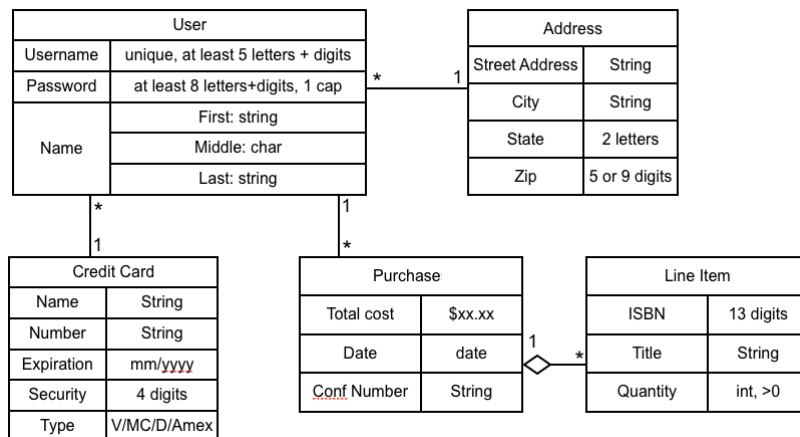 User
Username unique, at least 5 letters + digits
Password at least 8 letters+digits, 1 cap
Name
First: string
Middle: char
Last: string
* 1
Address
Street Address String
City String
State 2 letters
Zip 5 or 9 digits
*
1
1
*
Credit Card
Name String
Number String
Expiration mm/yyyy
Security 4 digits
Type V/MC/D/Amex
Purchase
Total cost $xx.xx
Date date
Conf Number String
1 *
Line Item
ISBN 13 digits
Title String
Quantity int, >0